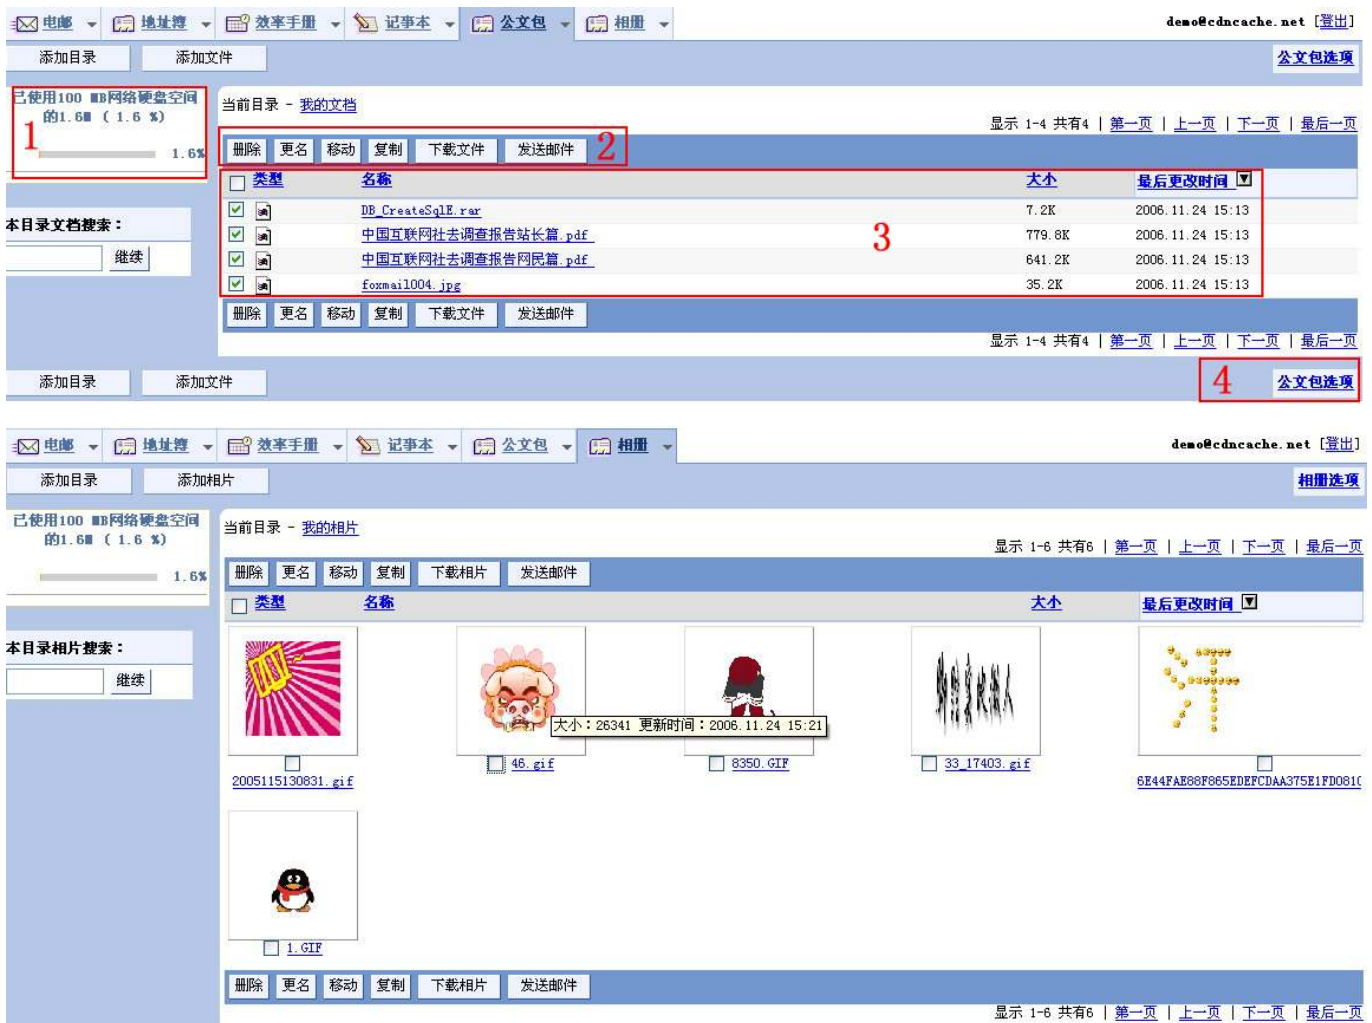 电邮 地址簿 效率手册 记事本 公文包 相册 demo@cdncache.net [登出]
添加目录 添加文件 公文包选项
已使用100 MB网络硬盘空间
的1.6M ( 1.6 %)
1
1.6%
本目录文档搜索：
继续
当前目录 - 我的文档
显示 1-4 共有4 | 第一页 | 上一页 | 下一页 | 最后一页
删除 更名 移动 复制 下载文件 发送邮件 2
类型 名称 大小 最后更改时间
DB_CreateSqlE.rar 7.2K 2006.11.24 15:13
中国互联网社去调查报告站长篇.pdf 779.8K 2006.11.24 15:13
3
中国互联网社去调查报告网民篇.pdf 641.2K 2006.11.24 15:13
foxmail004.jpg 35.2K 2006.11.24 15:13
删除 更名 移动 复制 下载文件 发送邮件
显示 1-4 共有4 | 第一页 | 上一页 | 下一页 | 最后一页
添加目录 添加文件 4 公文包选项
电邮 地址簿 效率手册 记事本 公文包 相册 demo@cdncache.net [登出]
添加目录 添加相片 相册选项
已使用100 MB网络硬盘空间
的1.6M ( 1.6 %)
1.6%
本目录相片搜索：
继续
当前目录 - 我的相片
显示 1-6 共有6 | 第一页 | 上一页 | 下一页 | 最后一页
删除 更名 移动 复制 下载相片 发送邮件
类型 名称 大小 最后更改时间
大小：26341 更新时间：2006.11.24 15:21
2005115130831.gif 46.gif 8350.GIF 33_17403.gif 6E44FAE88F865EDEFCDAA375E1FD081
1.GIF
删除 更名 移动 复制 下载相片 发送邮件
显示 1-6 共有6 | 第一页 | 上一页 | 下一页 | 最后一页